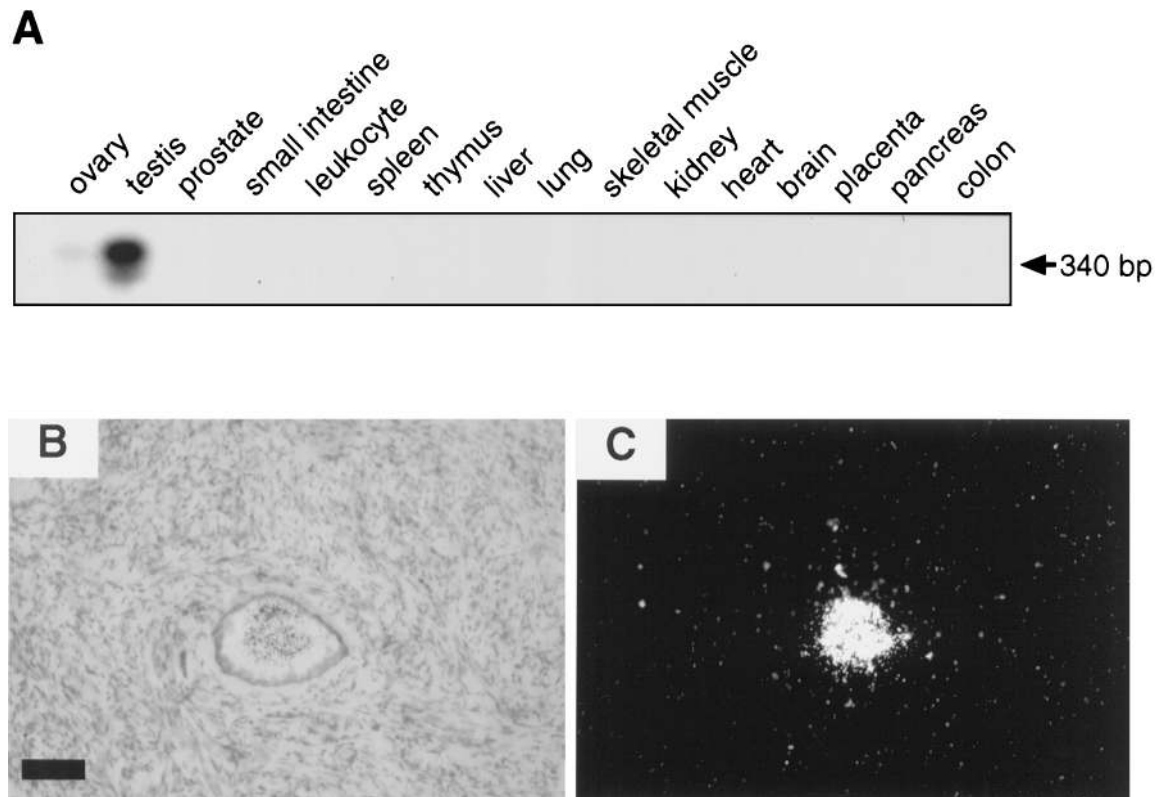 A
ovary
testis
prostate
small intestine
leukocyte
spleen
thymus
liver
lung
skeletal muscle
kidney
heart
brain
placenta
pancreas
colon
340 bp
B
C